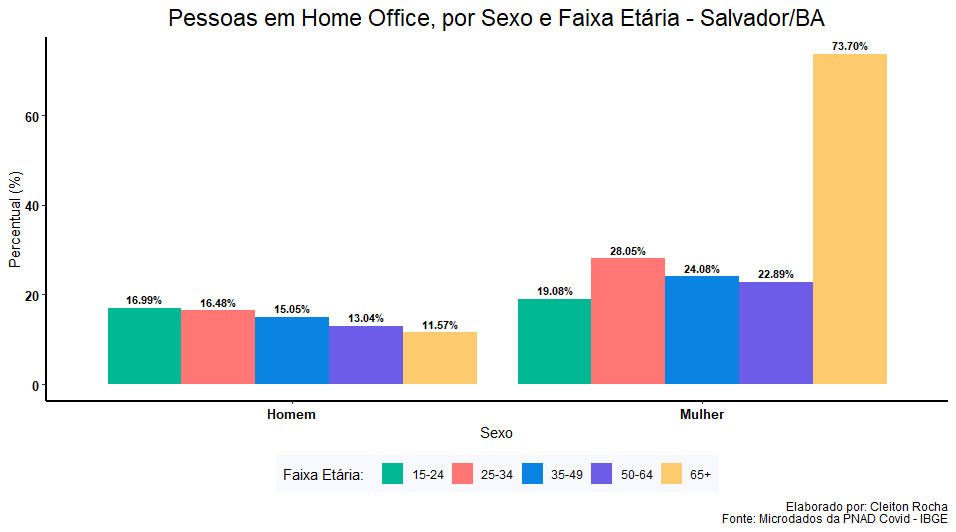 Pessoas em Home Office, por Sexo e Faixa Etária - Salvador/BA
73.70%
60
40
28.05%
24.08%
22.89%
20
19.08%
16.99%
16.48%
15.05%
13.04%
11.57%
0
Percentual (%)
Homem
Mulher
Sexo
Faixa Etária: 15-24 25-34 35-49 50-64 65+
Elaborado por: Cleiton Rocha
Fonte: Microdados da PNAD Covid - IBGE